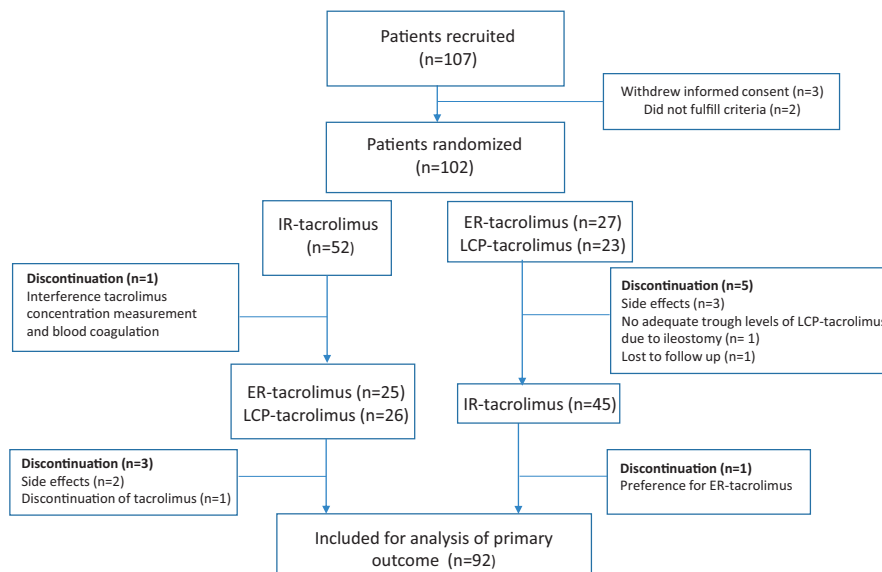 Patients recruited
(n=107)
Withdrew informed consent (n=3)
Did not fulfill criteria (n=2)
Patients randomized
(n=102)
IR-tacrolimus
(n=52)
ER-tacrolimus (n=27)
LCP-tacrolimus (n=23)
Discontinuation (n=1)
Interference tacrolimus
concentration measurement
and blood coagulation
Discontinuation (n=5)
Side effects (n=3)
No adequate trough levels of LCP-tacrolimus
due to ileostomy (n= 1)
Lost to follow up (n=1)
ER-tacrolimus (n=25)
LCP-tacrolimus (n=26)
IR-tacrolimus (n=45)
Discontinuation (n=3)
Side effects (n=2)
Discontinuation of tacrolimus (n=1)
Discontinuation (n=1)
Preference for ER-tacrolimus
Included for analysis of primary
outcome (n=92)